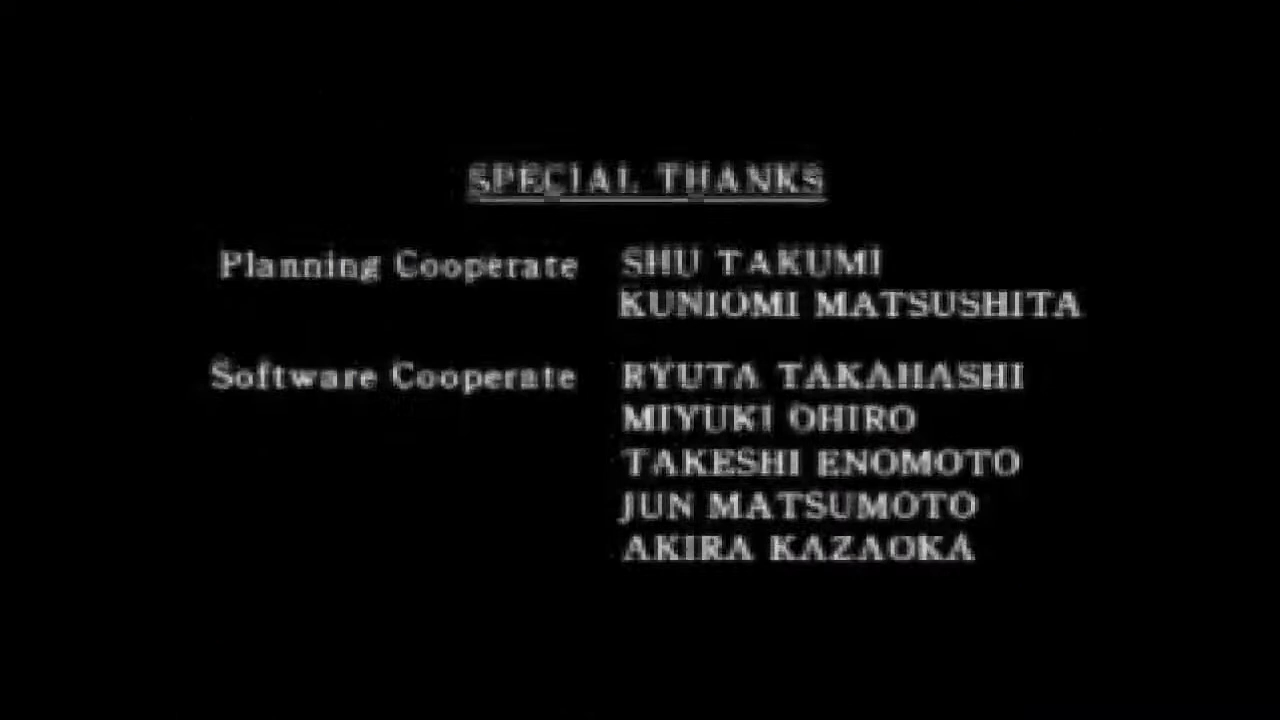 SPECIAL THANKS
Planning Cooperate SHU TAKUMI
KUNIOMI MATSUSHITA
Software Cooperate RYUTA TAKAHASHI
MIYUKI OHIRO
TAKESHI ENOMOTO
JUN MATSUMOTO
AKIRA KAZAOKA